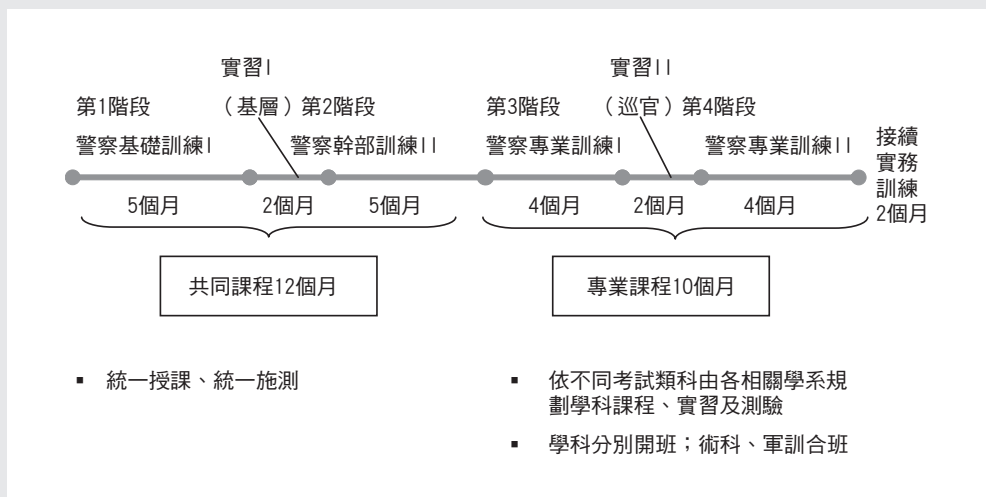 實習I
實習II
第1階段
（基層）第2階段
第3階段
（巡官）第4階段
警察基礎訓練I
警察幹部訓練II
警察專業訓練I
警察專業訓練II
接續
實務
訓練
2個月
5個月
2個月
5個月
4個月
2個月
4個月
共同課程12個月
專業課程10個月
▪ 統一授課、統一施測
▪ 依不同考試類科由各相關學系規
劃學科課程、實習及測驗
▪ 學科分別開班；術科、軍訓合班